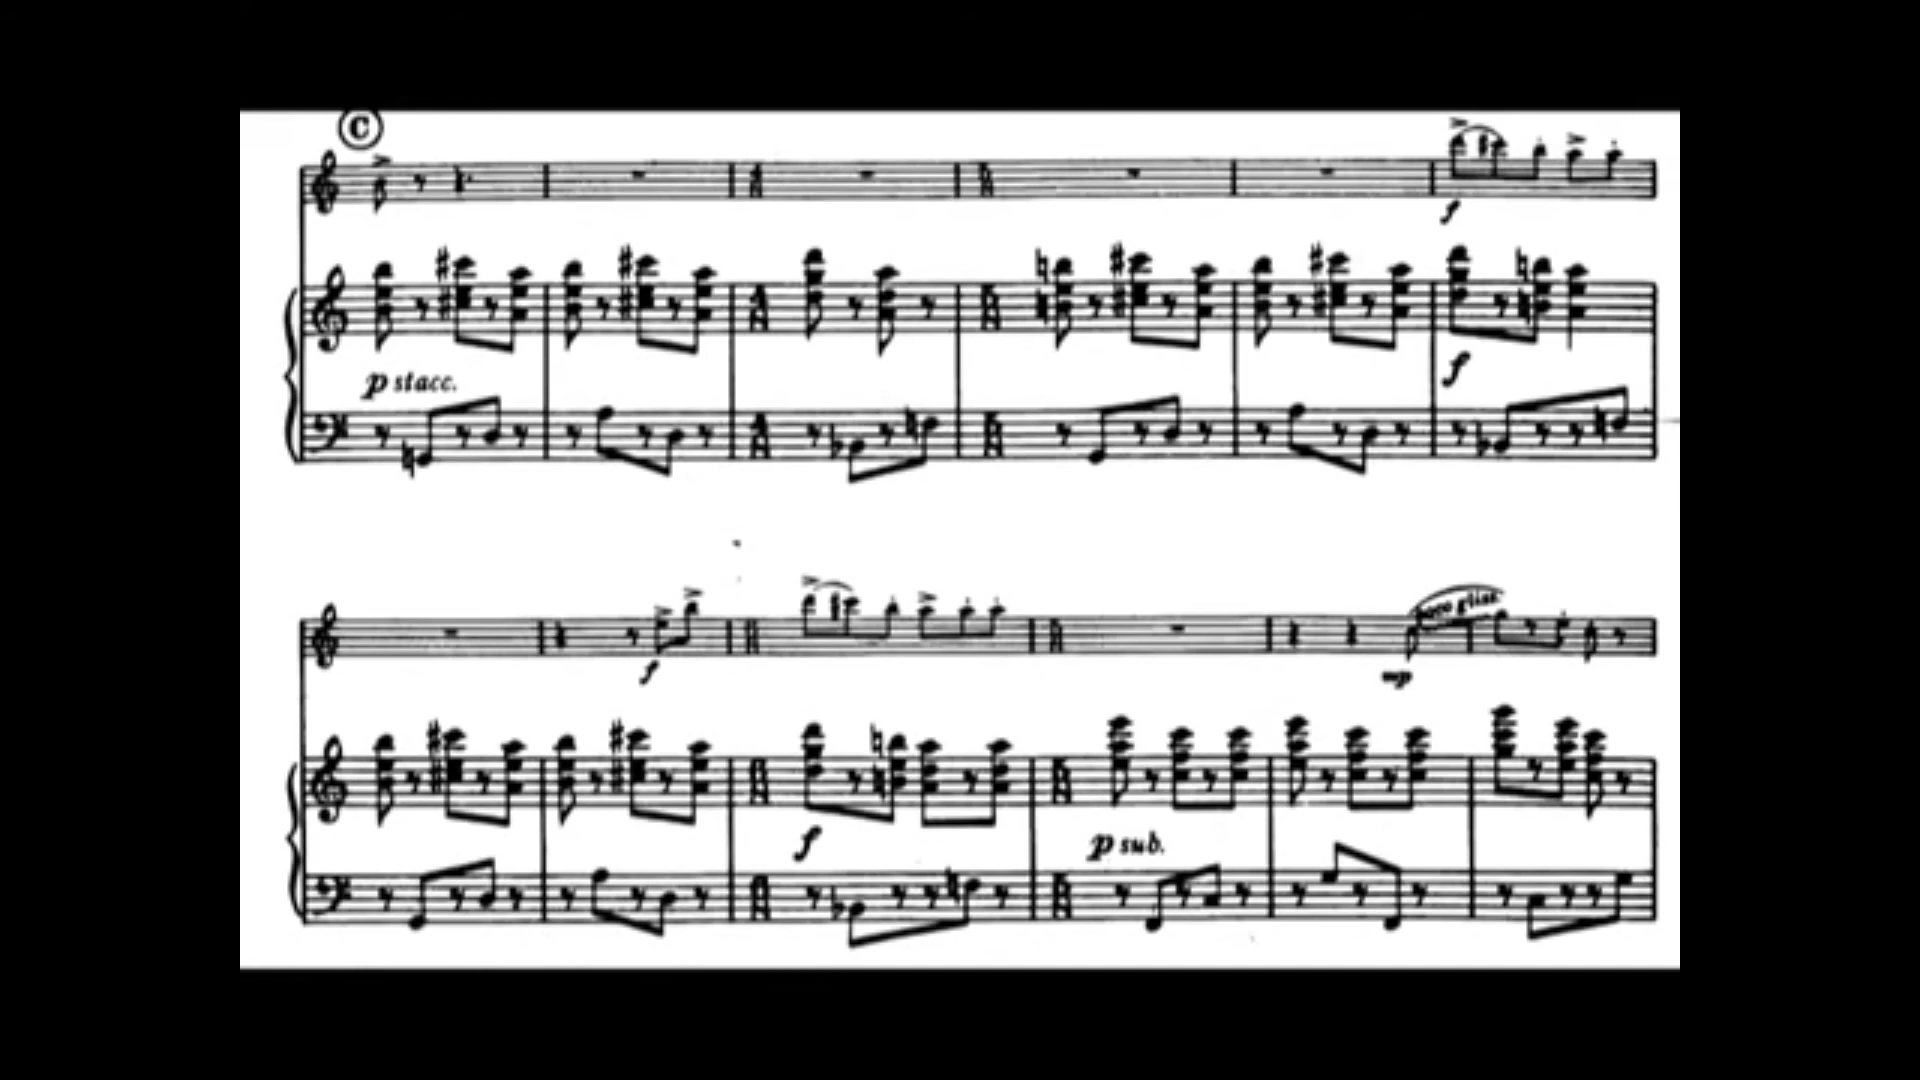 C
f
p stacc.
f
poco gliss.
f
mp
f
p sub.